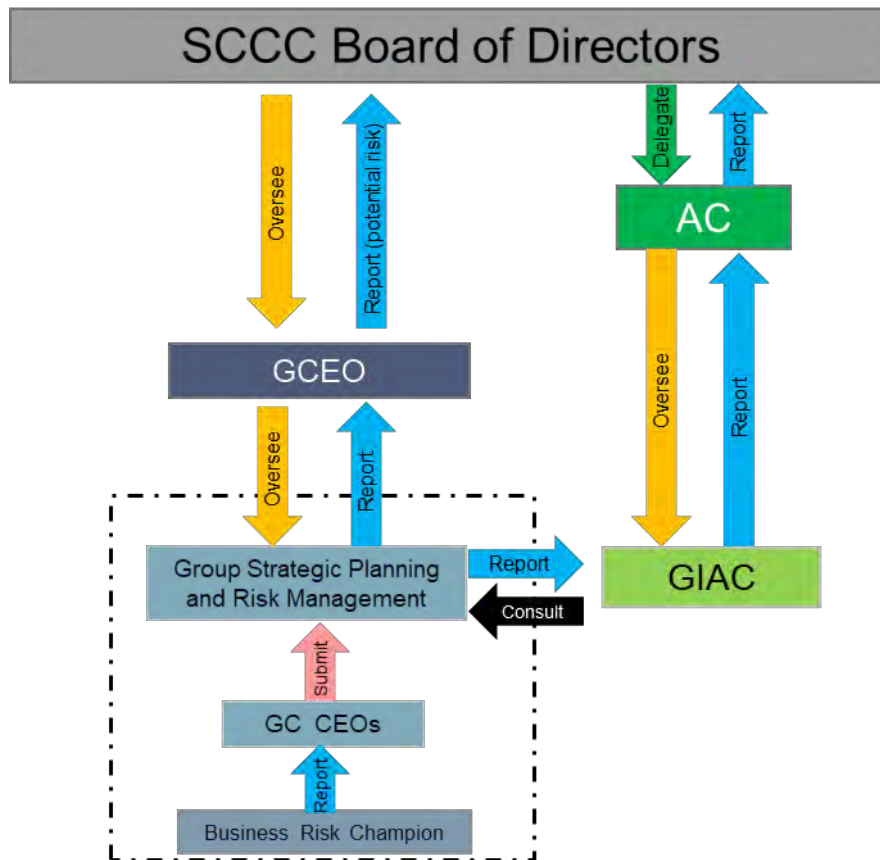 SCCC Board of Directors
Oversee
Report (potential risk)
Delegate
Report
AC
GCEO
Oversee
Report
Oversee
Report
Group Strategic Planning
and Risk Management
Report
Consult
GIAC
Submit
GC CEOs
Report
Business Risk Champion